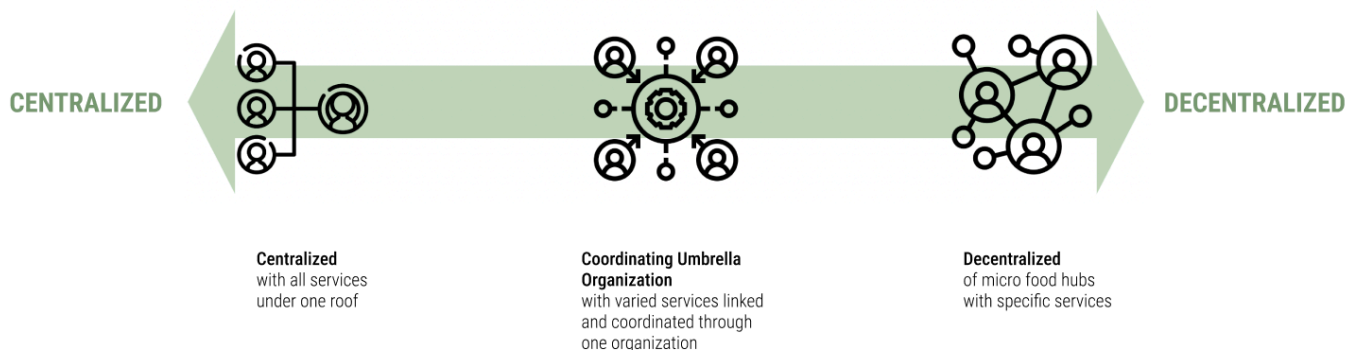 CENTRALIZED
DECENTRALIZED
Centralized
with all services
under one roof
Coordinating Umbrella
Organization
with varied services linked
and coordinated through
one organization
Decentralized
of micro food hubs
with specific services